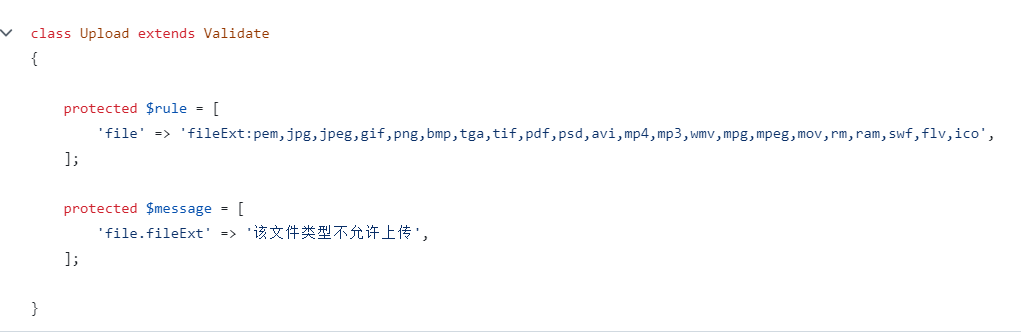 class Upload extends Validate
{
protected $rule = [
'file' => 'fileExt:pem,jpg,jpeg,gif,png,bmp,tga,tif,pdf,psd,avi,mp4,mp3,wmv,mpg,mpeg,mov,rm,ram,swf,flv,ico',
];
protected $message = [
'file.fileExt' => '该文件类型不允许上传',
];
}